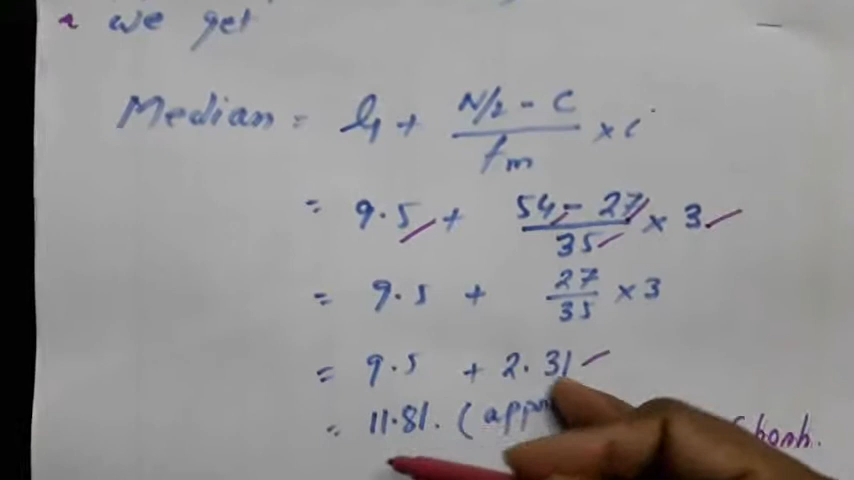 we get
Median = l₁ + N/2 - C / fm × i
= 9.5 + 54 - 27 / 35 × 3
= 9.5 + 27/35 × 3
= 9.5 + 2.31
= 11.81. (app